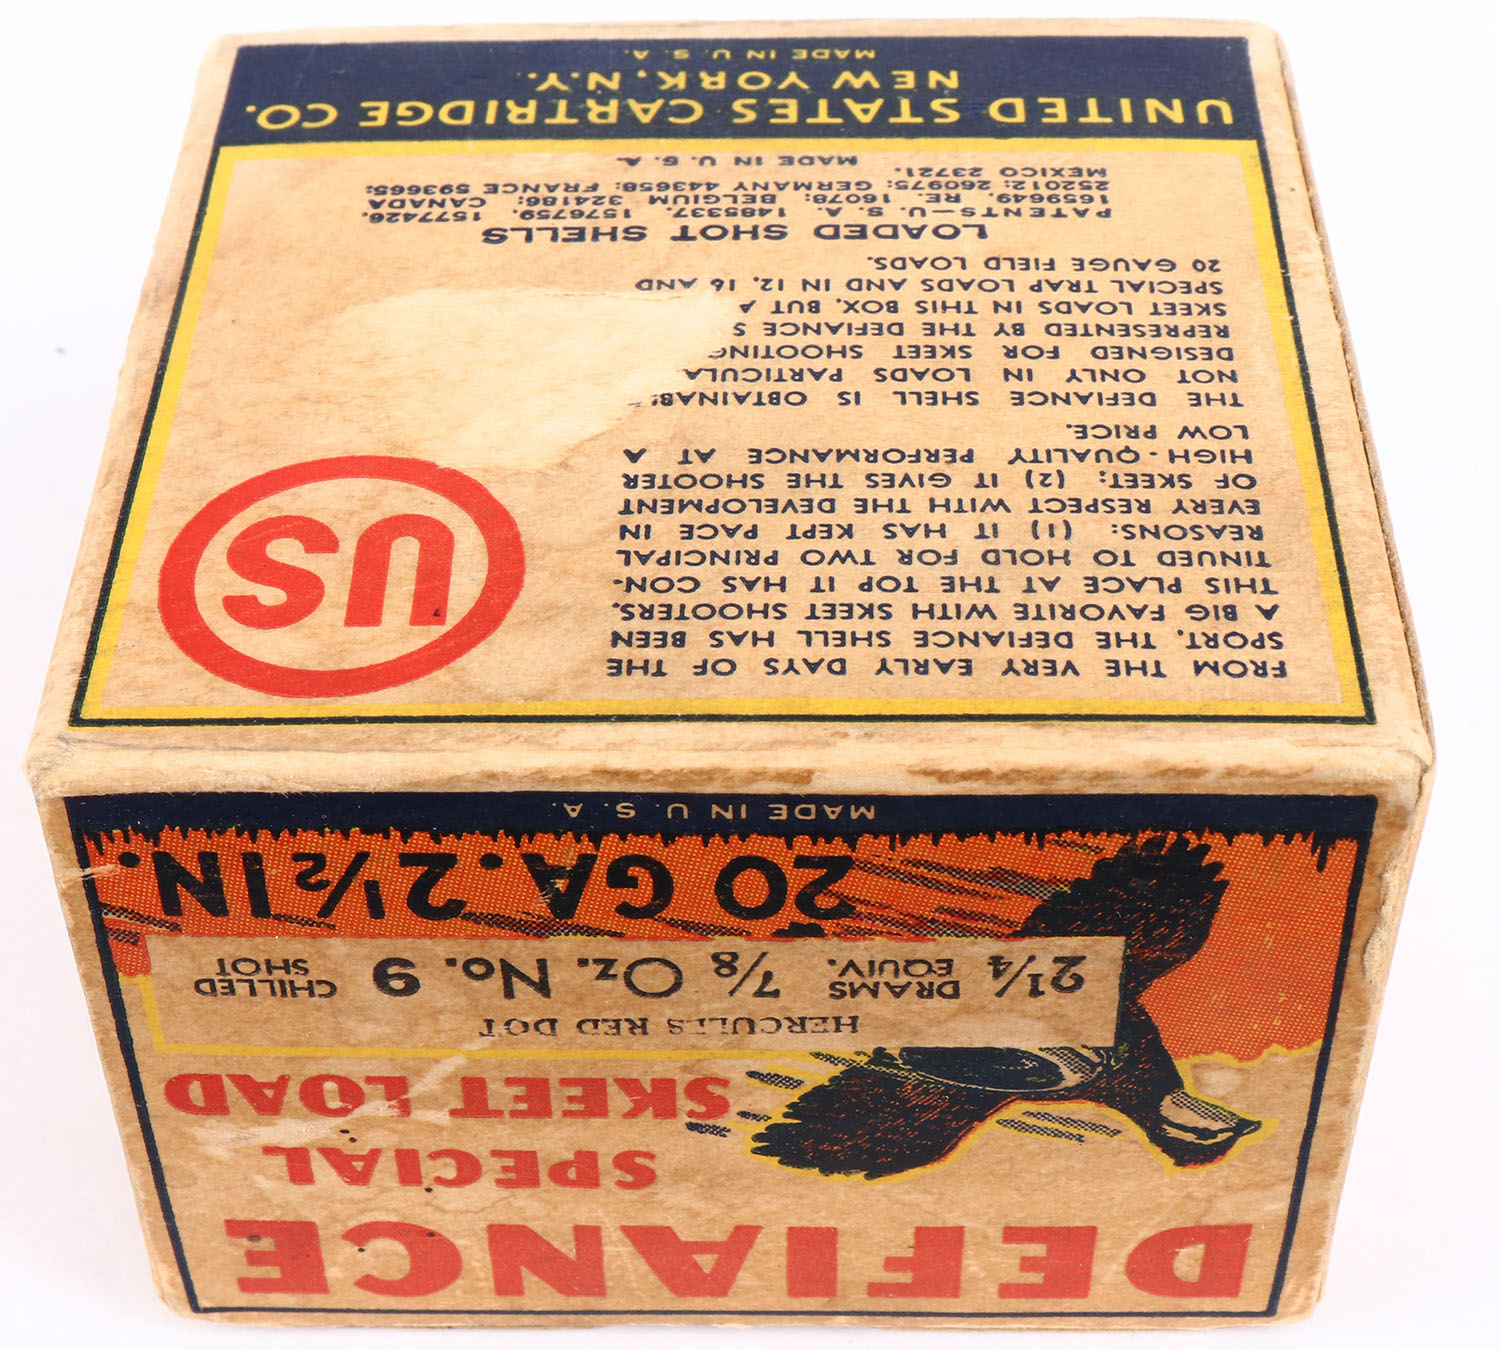 DEFIANCE
SPECIAL
SKEET LOAD
HERCULES RED DOT
2¼ DRAMS EQUIV. ⅞ Oz. No. 9 CHILLED SHOT
20 GA. 2½ IN.
MADE IN U. S. A.
FROM THE VERY EARLY DAYS OF THE
SPORT, THE DEFIANCE SHELL HAS BEEN
A BIG FAVORITE WITH SKEET SHOOTERS.
THIS PLACE AT THE TOP IT HAS CON-
TINUED TO HOLD FOR TWO PRINCIPAL
REASONS: (1) IT HAS KEPT PACE IN
EVERY RESPECT WITH THE DEVELOPMENT
OF SKEET; (2) IT GIVES THE SHOOTER
HIGH-QUALITY PERFORMANCE AT A
LOW PRICE.
US
THE DEFIANCE SHELL IS
NOT ONLY IN LOADS
DESIGNED FOR SKEET SHOOTING
REPRESENTED BY THE DEFIANCE
SKEET LOADS IN THIS BOX, BUT A
SPECIAL TRAP LOADS AND IN 12, 16 AND
20 GAUGE FIELD LOADS.
LOADED SHOT SHELLS
PATENTS—U. S. A. 1485337, 1576759, 1577426,
1659649, RE. 16078; BELGIUM 324186; CANADA
252012; 260975; GERMANY 443658; FRANCE 593665;
MEXICO 23721.
MADE IN U. S. A.
UNITED STATES CARTRIDGE CO.
NEW YORK, N.Y.
MADE IN U. S. A.